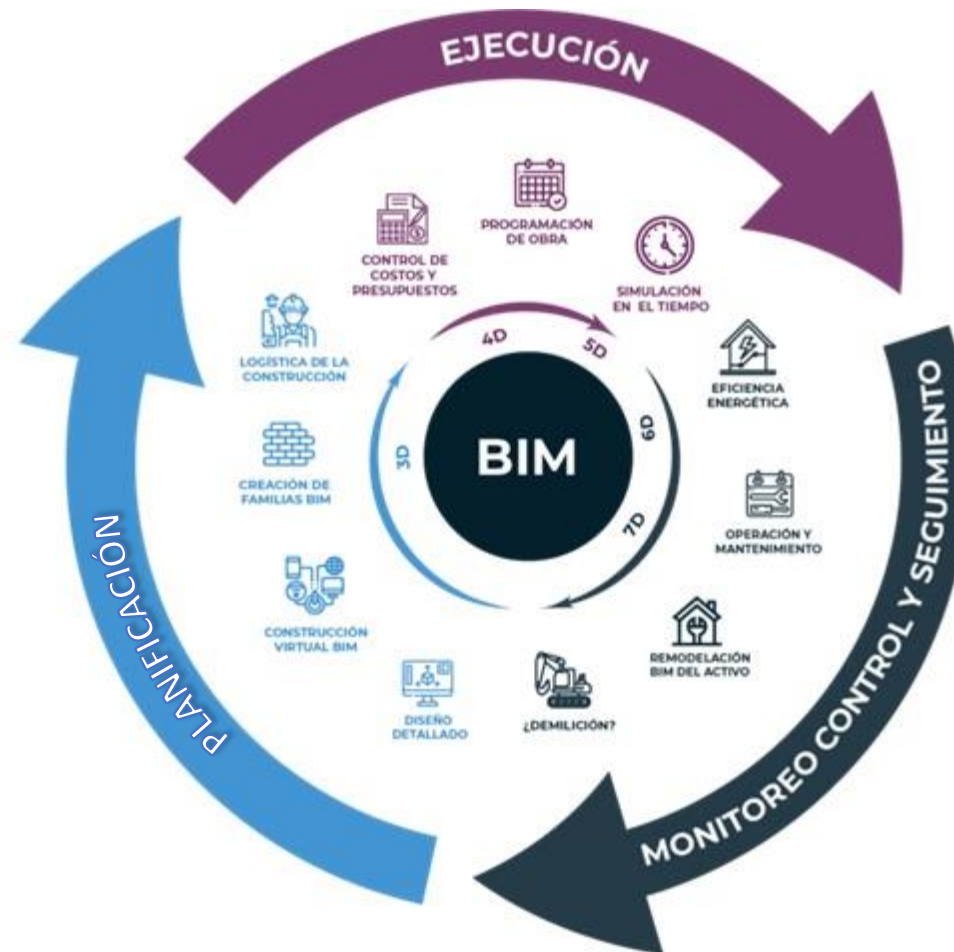 EJECUCIÓN
PROGRAMACIÓN
DE OBRA
CONTROL DE
COSTOS Y
PRESUPUESTOS
SIMULACIÓN
EN EL TIEMPO
LOGÍSTICA DE LA
CONSTRUCCIÓN
EFICIENCIA
ENERGÉTICA
4D
5D
3D
BIM
6D
7D
CREACIÓN DE
FAMILIAS BIM
OPERACIÓN Y
MANTENIMIENTO
CONSTRUCCIÓN
VIRTUAL BIM
REMODELACIÓN
BIM DEL ACTIVO
DISEÑO
DETALLADO
¿DEMILICIÓN?
PLANIFICACIÓN
MONITOREO CONTROL Y SEGUIMIENTO